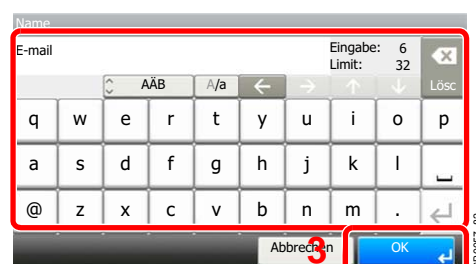 Name
E-mail
Eingabe: 6
Limit: 32
AÄB A/a ← → ↑ ↓ Lösc
q w e r t y u i o p
a s d f g h j k l
@ z x c v b n m .
Abbrechen OK
3